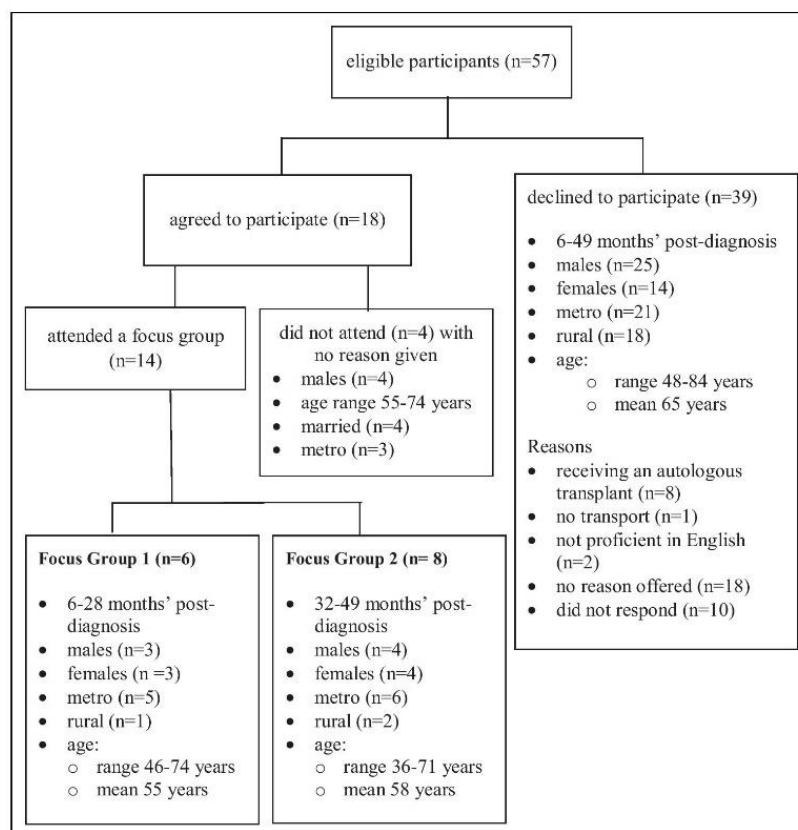 eligible participants (n=57)
agreed to participate (n=18)
declined to participate (n=39)
• 6-49 months’ post-diagnosis
• males (n=25)
• females (n=14)
• metro (n=21)
• rural (n=18)
• age:
○ range 48-84 years
○ mean 65 years
Reasons
• receiving an autologous
transplant (n=8)
• no transport (n=1)
• not proficient in English
(n=2)
• no reason offered (n=18)
• did not respond (n=10)
attended a focus group
(n=14)
did not attend (n=4) with
no reason given
• males (n=4)
• age range 55-74 years
• married (n=4)
• metro (n=3)
Focus Group 1 (n=6)
• 6-28 months’ post-
diagnosis
• males (n=3)
• females (n =3)
• metro (n=5)
• rural (n=1)
• age:
○ range 46-74 years
○ mean 55 years
Focus Group 2 (n= 8)
• 32-49 months’ post-
diagnosis
• males (n=4)
• females (n=4)
• metro (n=6)
• rural (n=2)
• age:
○ range 36-71 years
○ mean 58 years